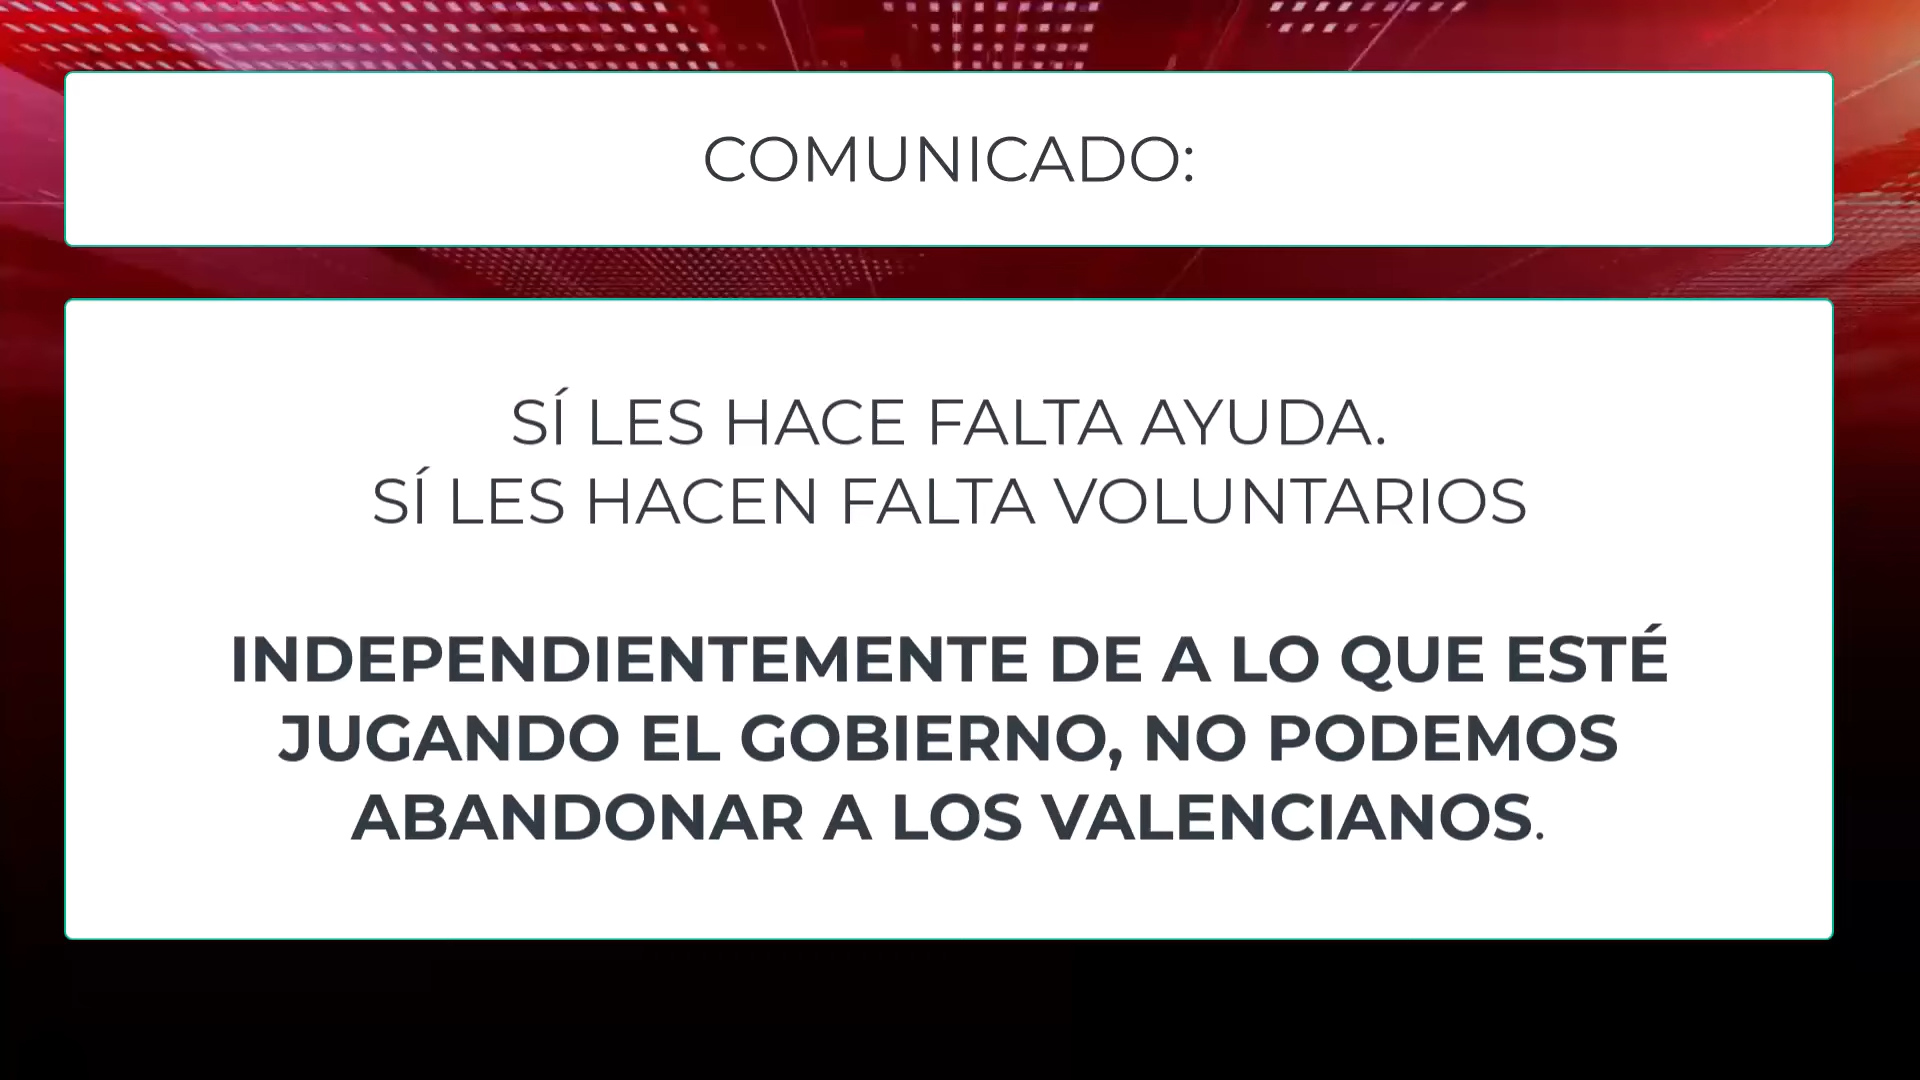 COMUNICADO:
SÍ LES HACE FALTA AYUDA.
SÍ LES HACEN FALTA VOLUNTARIOS
INDEPENDIENTEMENTE DE A LO QUE ESTÉ
JUGANDO EL GOBIERNO, NO PODEMOS
ABANDONAR A LOS VALENCIANOS.